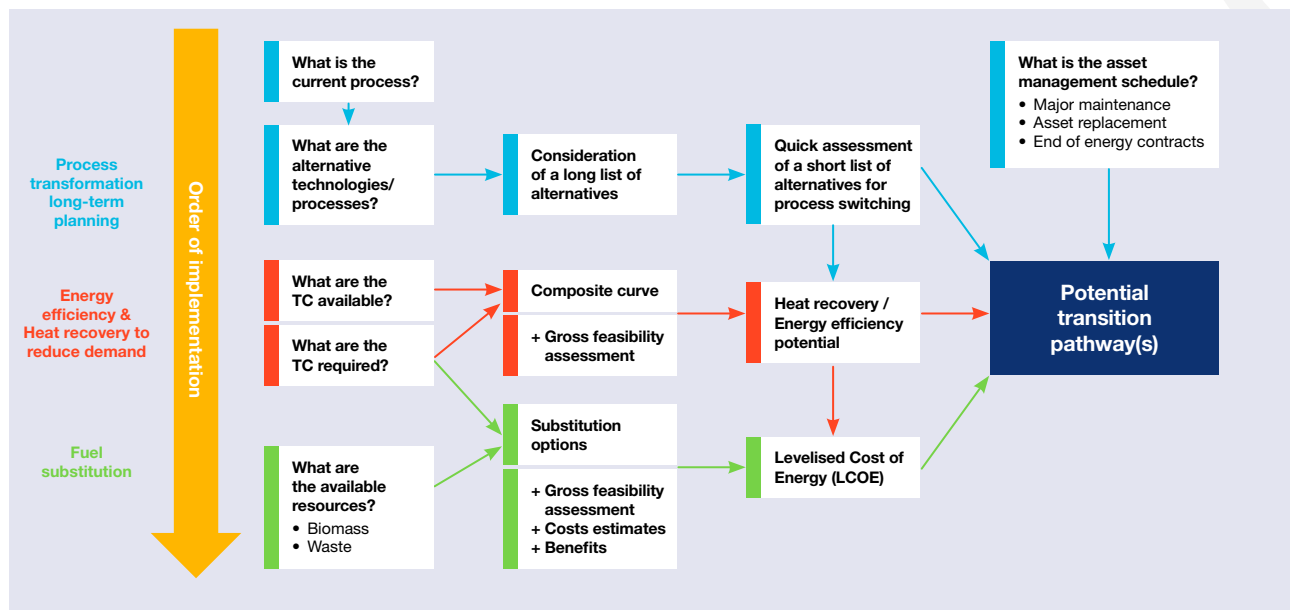 What is the
current process?
What is the asset
management schedule?
• Major maintenance
• Asset replacement
• End of energy contracts
Process
transformation
long-term
planning
Order of implementation
What are the
alternative
technologies/
processes?
Consideration
of a long list of
alternatives
Quick assessment
of a short list of
alternatives for
process switching
Energy
efficiency &
Heat recovery to
reduce demand
What are the
TC available?
What are the
TC required?
Composite curve
+ Gross feasibility
assessment
Heat recovery /
Energy efficiency
potential
Potential
transition
pathway(s)
Fuel
substitution
What are
the available
resources?
• Biomass
• Waste
Substitution
options
+ Gross feasibility
assessment
+ Costs estimates
+ Benefits
Levelised Cost of
Energy (LCOE)